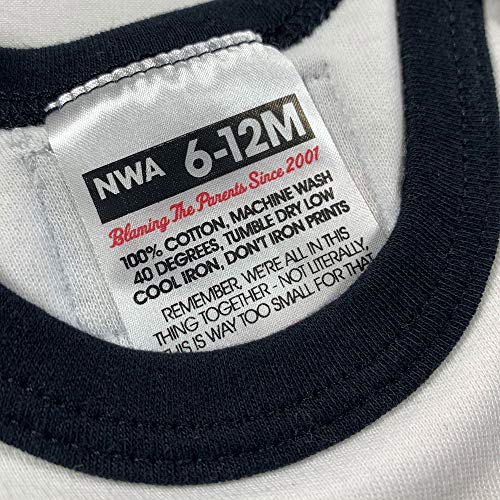 NWA 6-12M
Blaming The Parents Since 2001
100% COTTON, MACHINE WASH
40 DEGREES, TUMBLE DRY LOW
COOL IRON, DON'T IRON PRINTS
REMEMBER, WE'RE ALL IN THIS
THING TOGETHER - NOT LITERALLY,
THIS IS WAY TOO SMALL FOR THAT